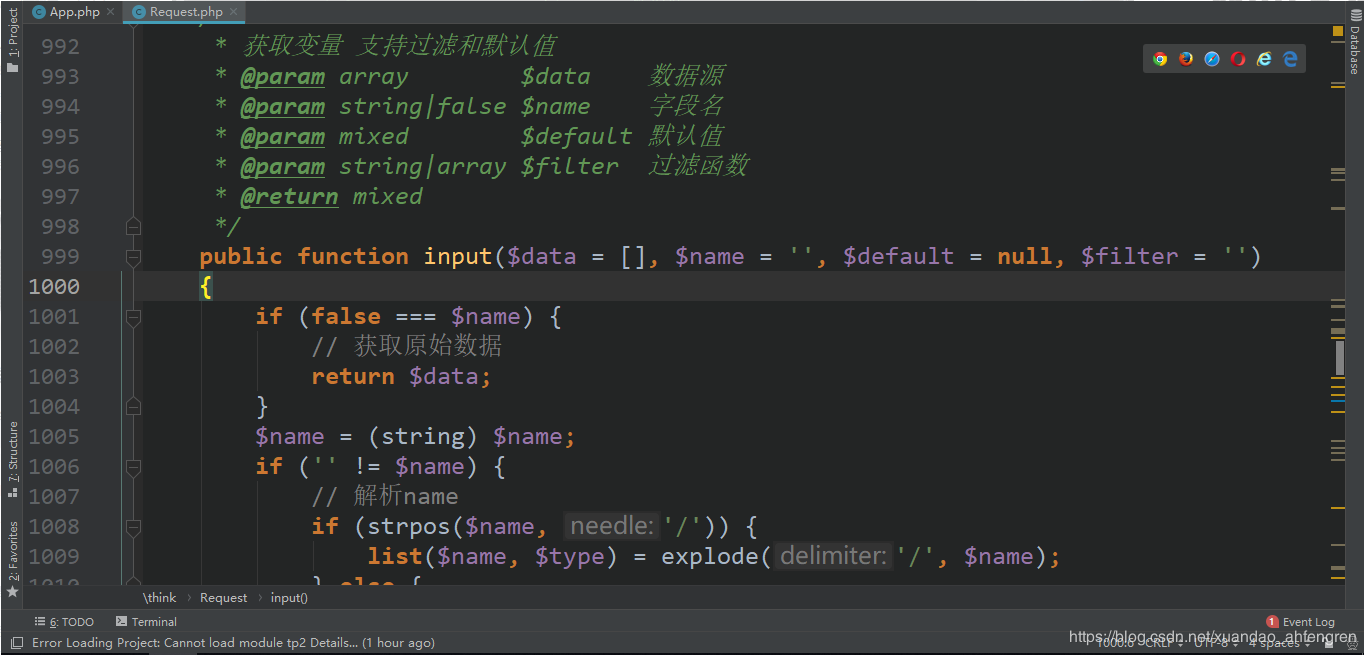 App.php
Request.php
1: Project
Database
992 * 获取变量 支持过滤和默认值
993 * @param array $data 数据源
994 * @param string|false $name 字段名
995 * @param mixed $default 默认值
996 * @param string|array $filter 过滤函数
997 * @return mixed
998 */
999 public function input($data = [], $name = '', $default = null, $filter = '')
1000 {
1001 if (false === $name) {
1002 // 获取原始数据
1003 return $data;
1004 }
1005 $name = (string) $name;
1006 if ('' != $name) {
1007 // 解析name
1008 if (strpos($name, needle: '/')) {
1009 list($name, $type) = explode( delimiter: '/', $name);
1010 } else {
7: Structure
2: Favorites
\think › Request › input()
6: TODO
Terminal
1 Event Log
Error Loading Project: Cannot load module tp2 Details... (1 hour ago)
1000:6 CRLF UTF-8 4 spaces
https://blog.csdn.net/xuandao_ahfengren